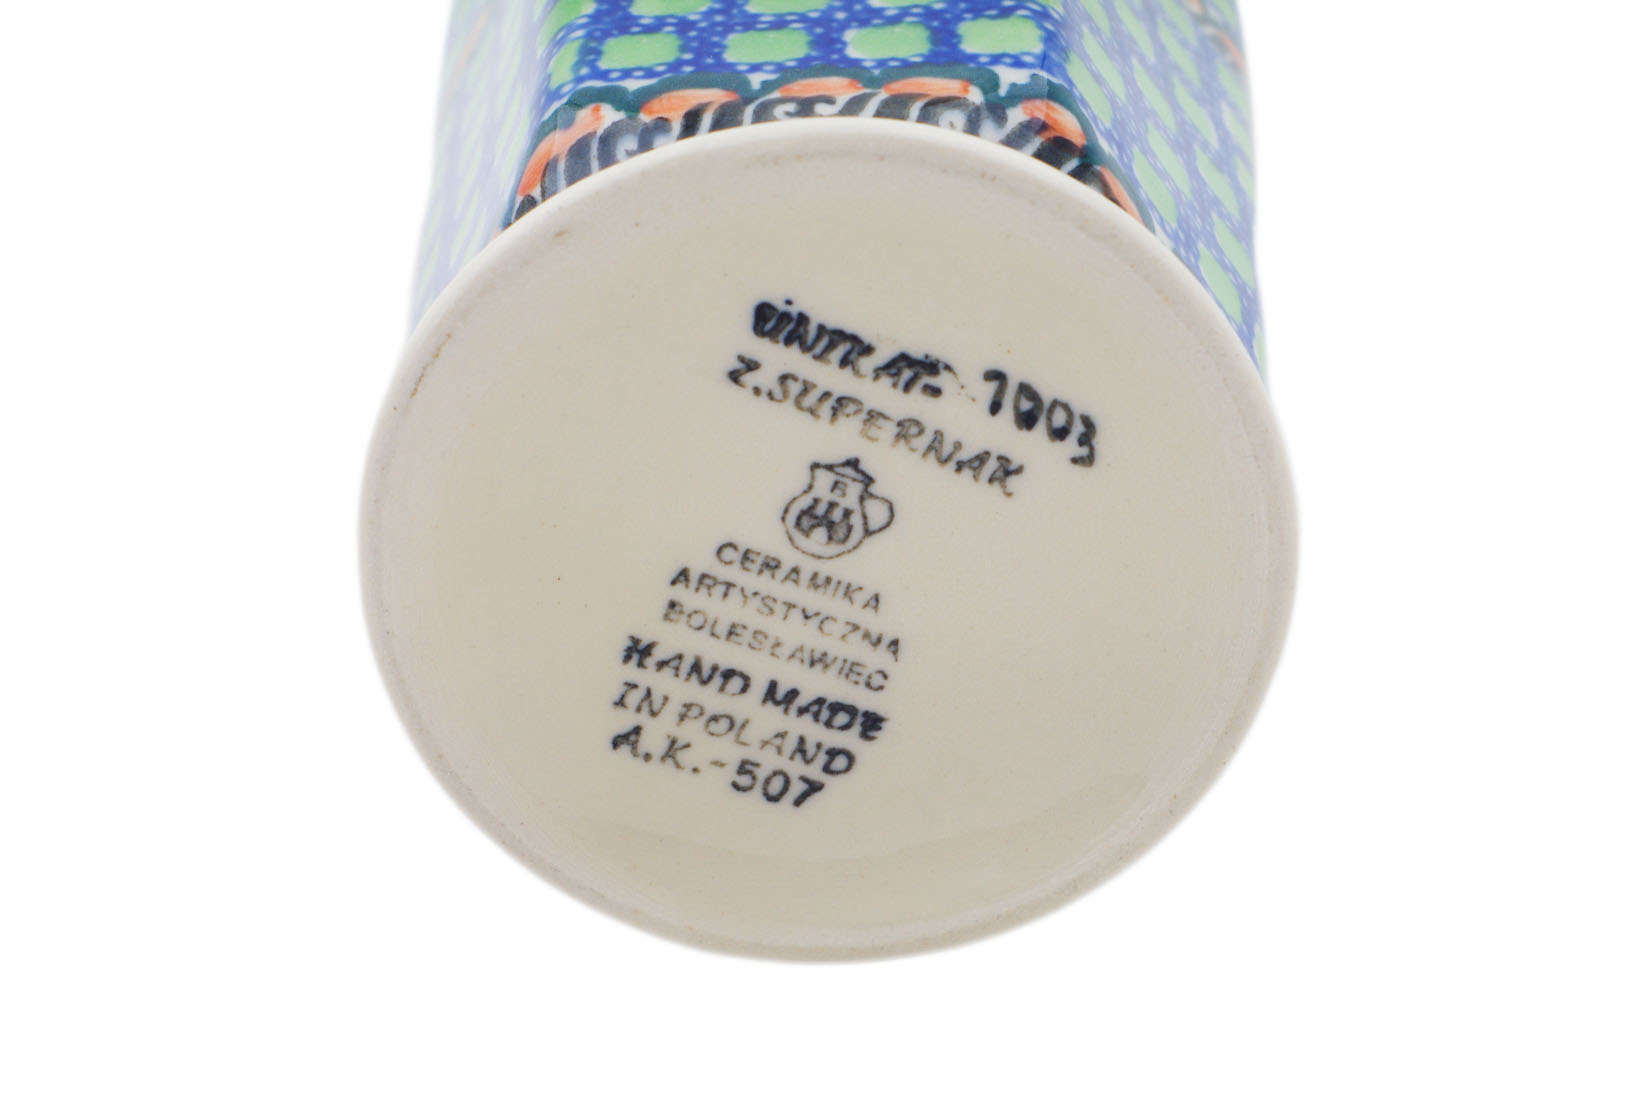 UNIKAT- 1003
Z.SUPERNAK
B
CERAMIKA
ARTYSTYCZNA
BOLESŁAWIEC
HAND MADE
IN POLAND
A.K.-507